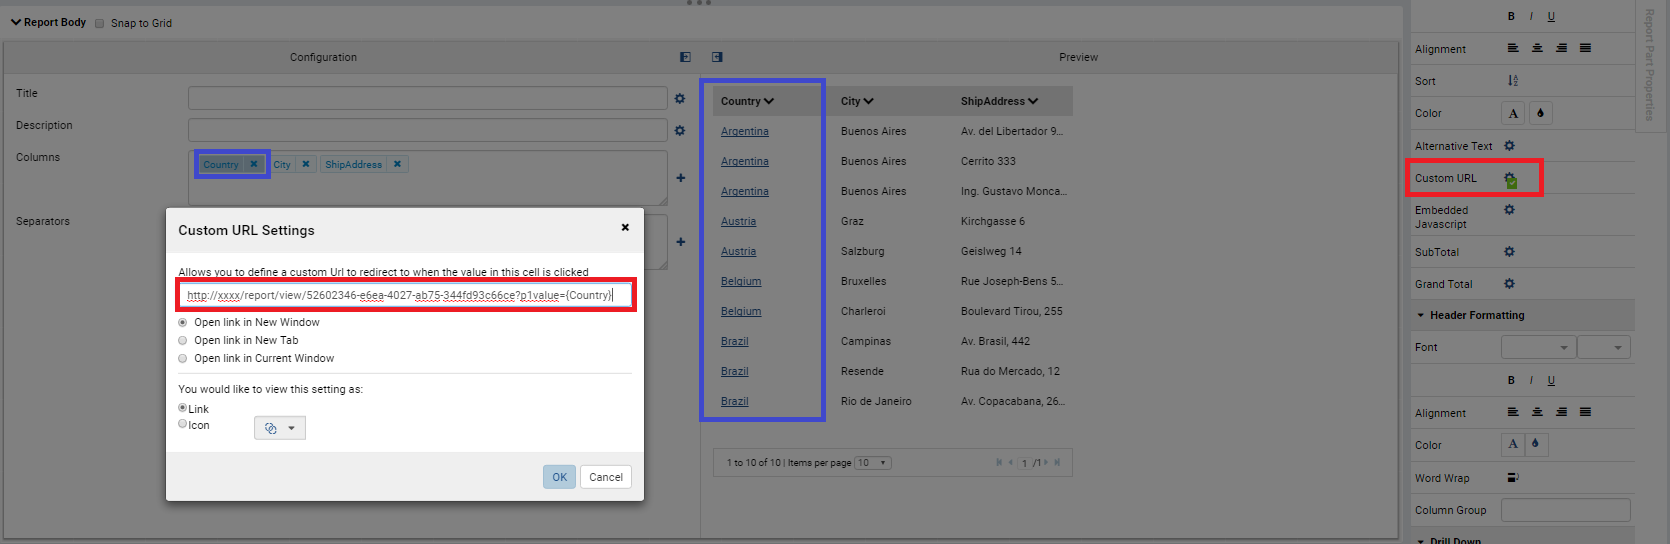 Report Body Snap to Grid
Configuration
Preview
Title
Description
Columns
Country City ShipAddress
Separators
Custom URL Settings
Allows you to define a custom Url to redirect to when the value in this cell is clicked
http://xxxx/report/view/52602346-e6ea-4027-ab75-344fd93c66ce?p1value={Country}
Open link in New Window
Open link in New Tab
Open link in Current Window
You would like to view this setting as:
Link
Icon
OK Cancel
Country City ShipAddress
Argentina Buenos Aires Av. del Libertador 9...
Argentina Buenos Aires Cerrito 333
Argentina Buenos Aires Ing. Gustavo Monca...
Austria Graz Kirchgasse 6
Austria Salzburg Geislweg 14
Belgium Bruxelles Rue Joseph-Bens 5...
Belgium Charleroi Boulevard Tirou, 255
Brazil Campinas Av. Brasil, 442
Brazil Resende Rua do Mercado, 12
Brazil Rio de Janeiro Av. Copacabana, 26...
1 to 10 of 10 | Items per page 10 1 /1
B I U
Alignment
Sort
Color A
Alternative Text
Custom URL
Embedded
Javascript
SubTotal
Grand Total
Header Formatting
Font
B I U
Alignment
Color A
Word Wrap
Column Group
Drill Down
Report Part Properties